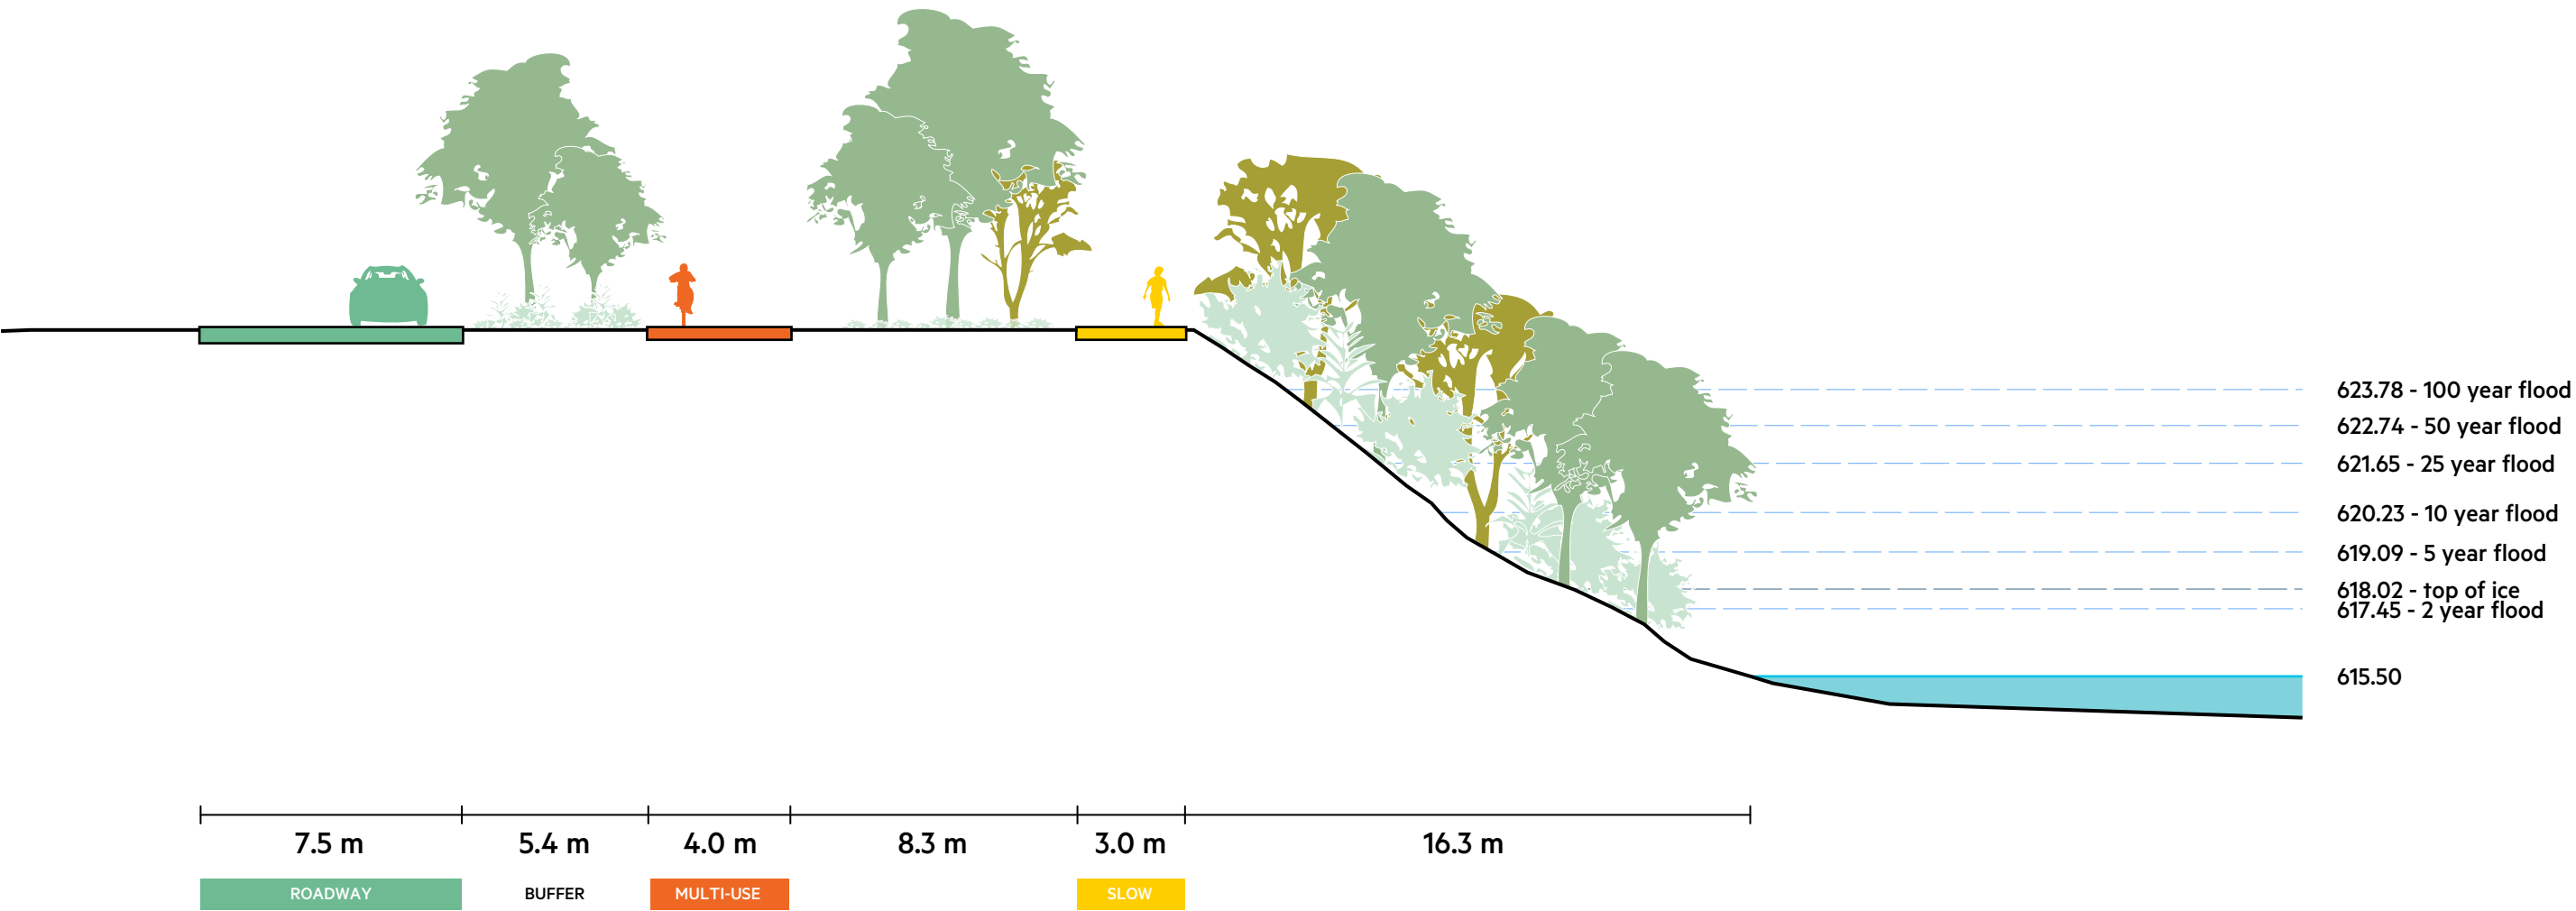 623.78 - 100 year flood
622.74 - 50 year flood
621.65 - 25 year flood
620.23 - 10 year flood
619.09 - 5 year flood
618.02 - top of ice
617.45 - 2 year flood
615.50
7.5 m
5.4 m
4.0 m
8.3 m
3.0 m
16.3 m
ROADWAY
BUFFER
MULTI-USE
SLOW